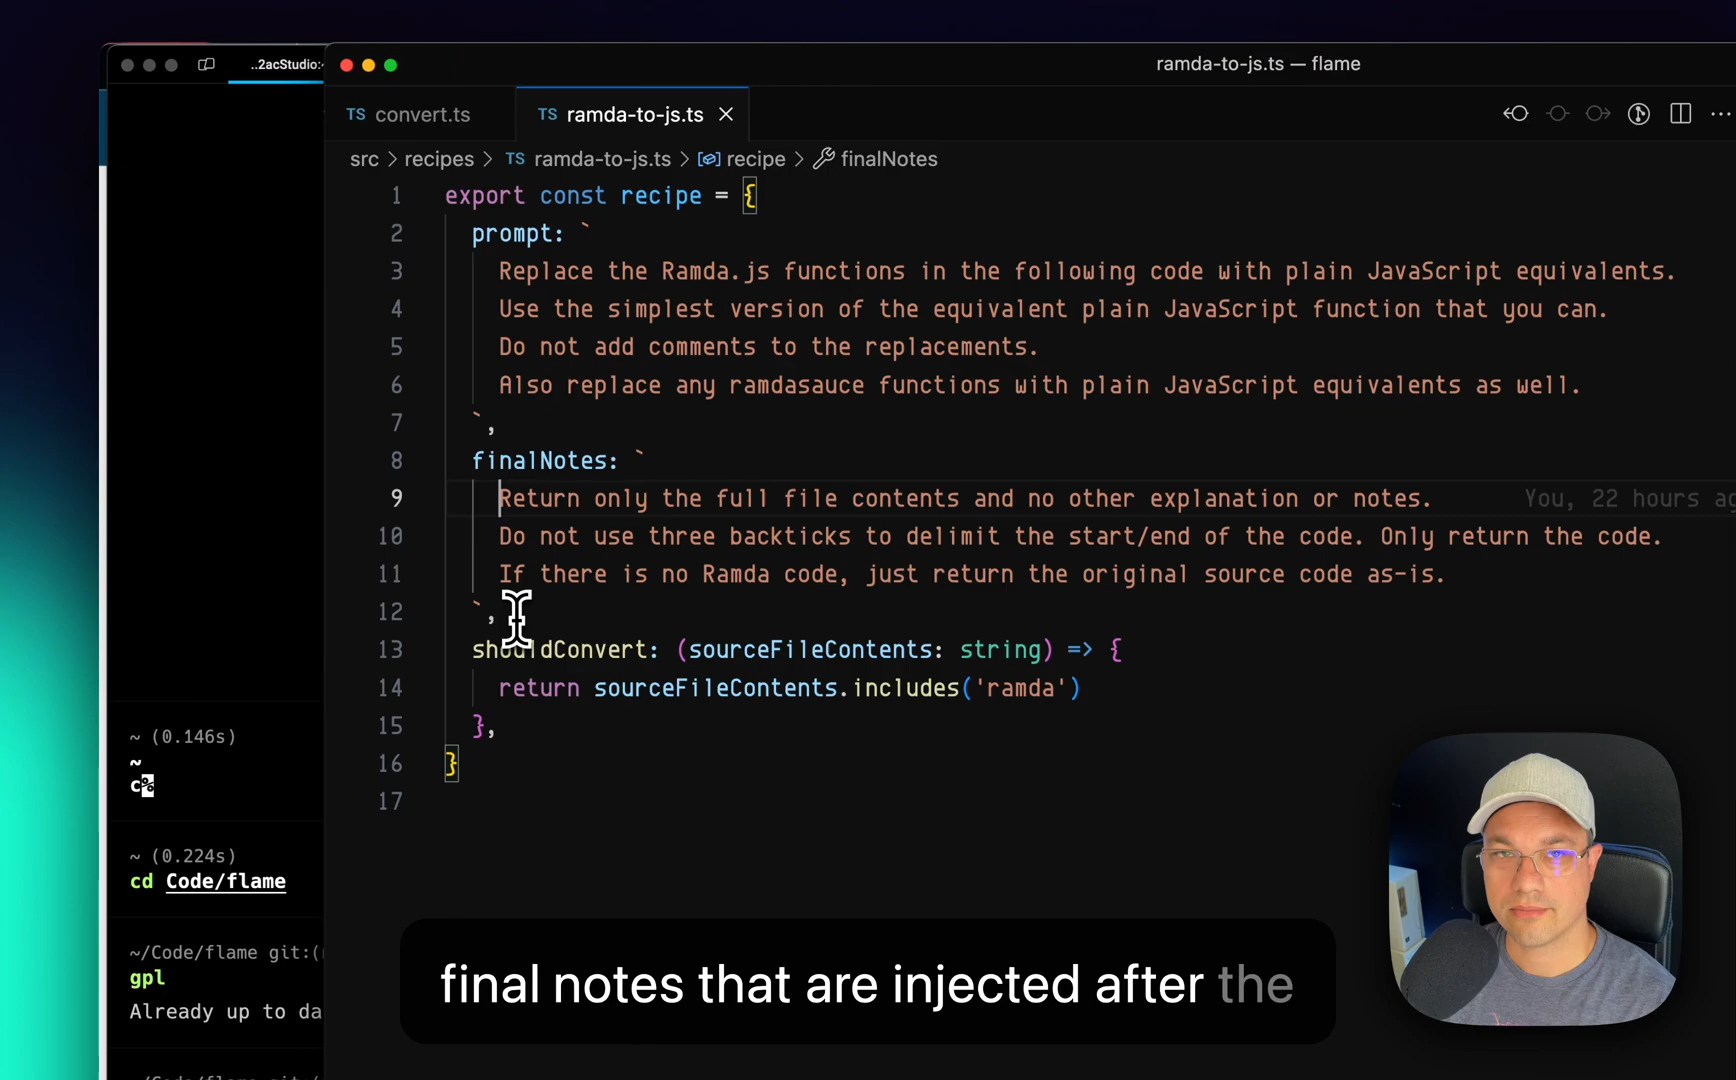 ..2acStudio:~
ramda-to-js.ts — flame
TS convert.ts
TS ramda-to-js.ts
src > recipes > TS ramda-to-js.ts > recipe > finalNotes
1 export const recipe = {
2 prompt: `
3 Replace the Ramda.js functions in the following code with plain JavaScript equivalents.
4 Use the simplest version of the equivalent plain JavaScript function that you can.
5 Do not add comments to the replacements.
6 Also replace any ramdasauce functions with plain JavaScript equivalents as well.
7 `,
8 finalNotes: `
9 Return only the full file contents and no other explanation or notes. You, 22 hours ag
10 Do not use three backticks to delimit the start/end of the code. Only return the code.
11 If there is no Ramda code, just return the original source code as-is.
12 `,
13 shouldConvert: (sourceFileContents: string) => {
14 return sourceFileContents.includes('ramda')
15 },
16 }
17
~ (0.146s)
~
c%
~ (0.224s)
cd Code/flame
~/Code/flame git:(
gpl
Already up to da
final notes that are injected after the